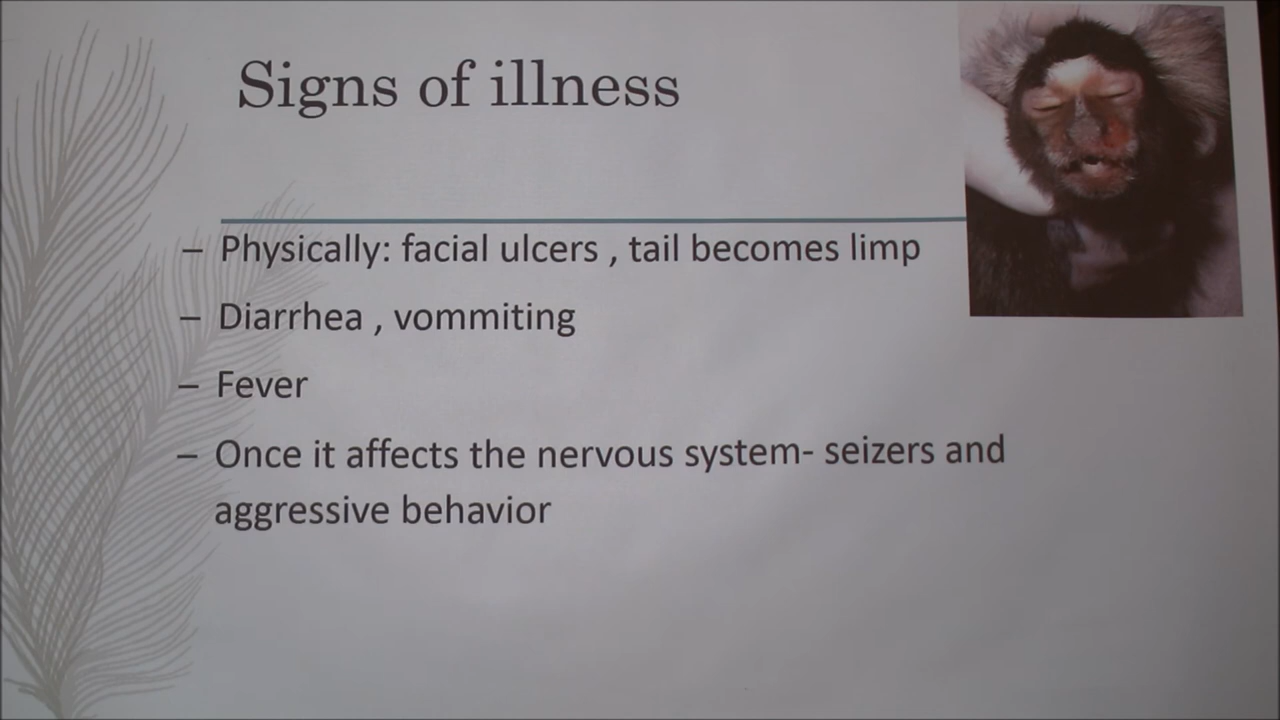 Signs of illness
– Physically: facial ulcers , tail becomes limp
– Diarrhea , vommiting
– Fever
– Once it affects the nervous system- seizers and
aggressive behavior